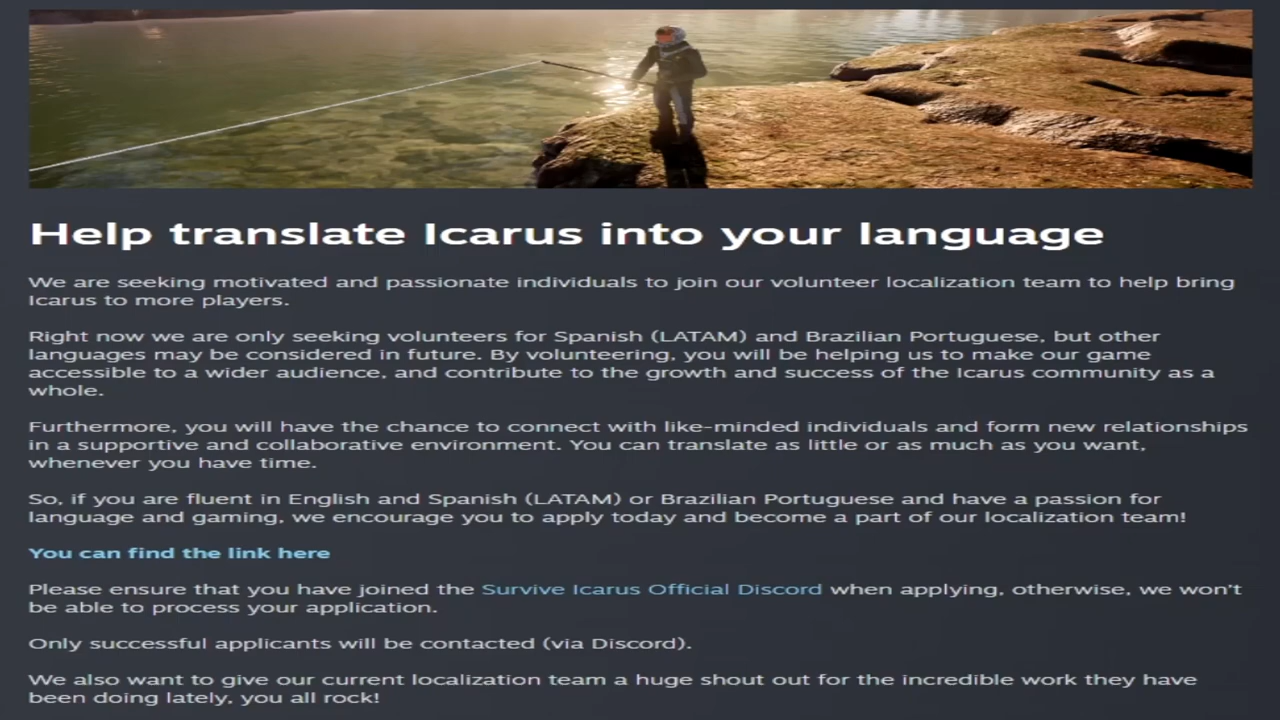 Help translate Icarus into your language
We are seeking motivated and passionate individuals to join our volunteer localization team to help bring
Icarus to more players.
Right now we are only seeking volunteers for Spanish (LATAM) and Brazilian Portuguese, but other
languages may be considered in future. By volunteering, you will be helping us to make our game
accessible to a wider audience, and contribute to the growth and success of the Icarus community as a
whole.
Furthermore, you will have the chance to connect with like-minded individuals and form new relationships
in a supportive and collaborative environment. You can translate as little or as much as you want,
whenever you have time.
So, if you are fluent in English and Spanish (LATAM) or Brazilian Portuguese and have a passion for
language and gaming, we encourage you to apply today and become a part of our localization team!
You can find the link here
Please ensure that you have joined the Survive Icarus Official Discord when applying, otherwise, we won't
be able to process your application.
Only successful applicants will be contacted (via Discord).
We also want to give our current localization team a huge shout out for the incredible work they have
been doing lately, you all rock!